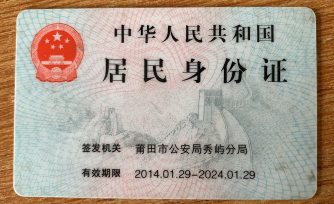 中华人民共和国
居民身份证
签发机关 莆田市公安局秀屿分局
有效期限 2014.01.29-2024.01.29